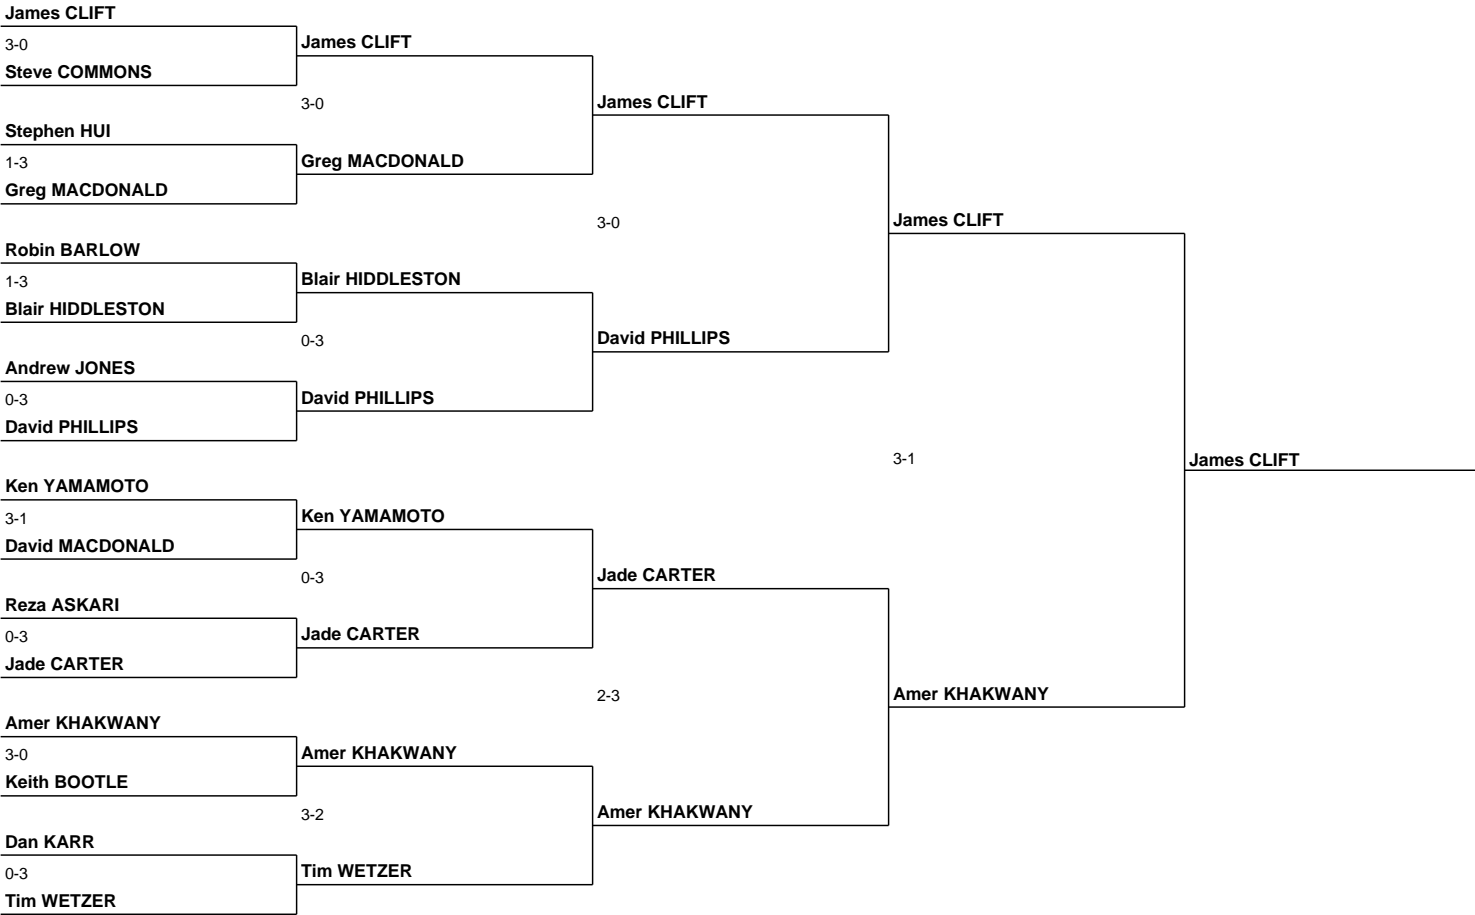 James CLIFT
3-0
Steve COMMONS
Stephen HUI
1-3
Greg MACDONALD
Robin BARLOW
1-3
Blair HIDDLESTON
Andrew JONES
0-3
David PHILLIPS
Ken YAMAMOTO
3-1
David MACDONALD
Reza ASKARI
0-3
Jade CARTER
Amer KHAKWANY
3-0
Keith BOOTLE
Dan KARR
0-3
Tim WETZER
James CLIFT
3-0
Greg MACDONALD
Blair HIDDLESTON
0-3
David PHILLIPS
Ken YAMAMOTO
0-3
Jade CARTER
Amer KHAKWANY
3-2
Tim WETZER
James CLIFT
3-0
David PHILLIPS
Jade CARTER
2-3
Amer KHAKWANY
James CLIFT
3-1
Amer KHAKWANY
James CLIFT